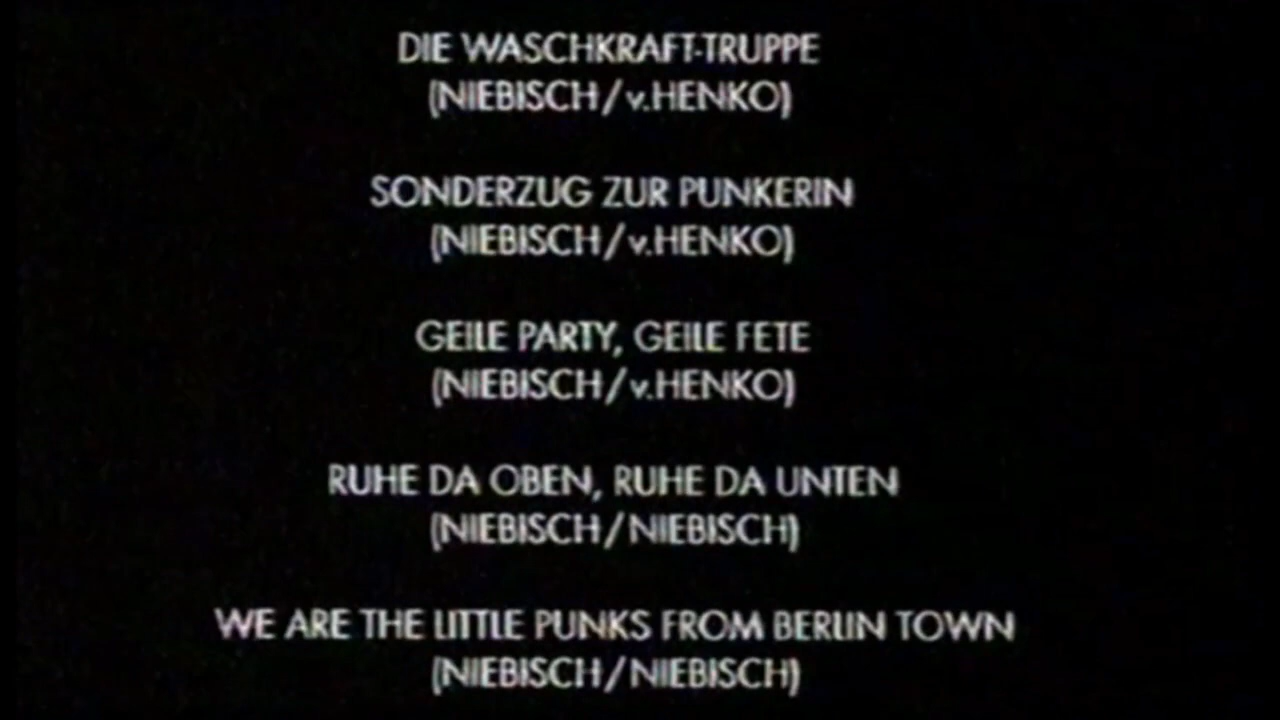 DIE WASCHKRAFT-TRUPPE
(NIEBISCH/v.HENKO)
SONDERZUG ZUR PUNKERIN
(NIEBISCH/v.HENKO)
GEILE PARTY, GEILE FETE
(NIEBISCH/v.HENKO)
RUHE DA OBEN, RUHE DA UNTEN
(NIEBISCH/NIEBISCH)
WE ARE THE LITTLE PUNKS FROM BERLIN TOWN
(NIEBISCH/NIEBISCH)